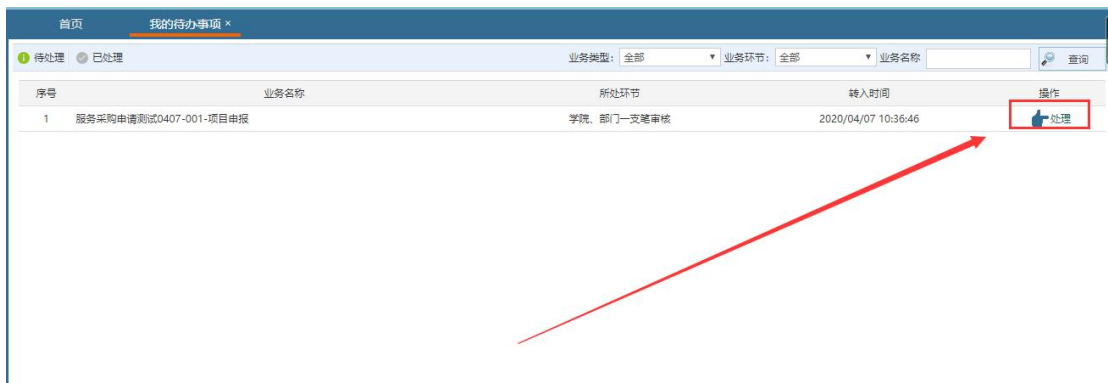 首页 我的待办事项 ×
待处理 已处理 业务类型: 全部 业务环节: 全部 业务名称 查询
序号 业务名称 所处环节 转入时间 操作
1 服务采购申请测试0407-001-项目申报 学院、部门一支笔审核 2020/04/07 10:36:46 处理